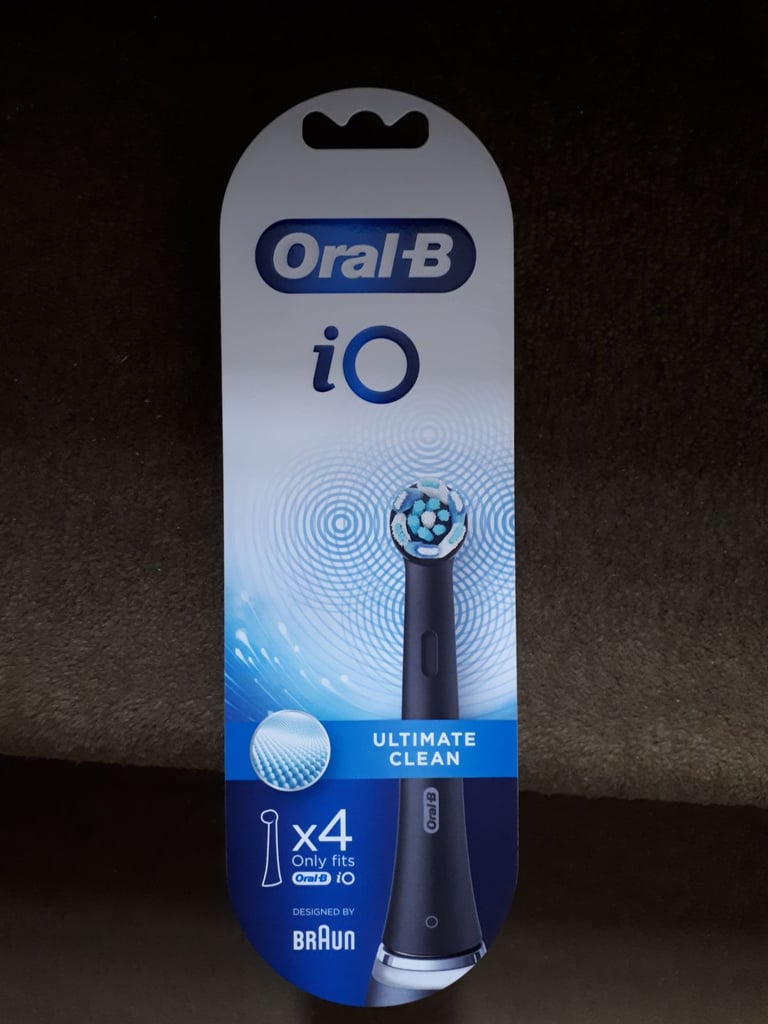 Oral-B
iO
ULTIMATE
CLEAN
Oral-B
x4
Only fits
Oral-B iO
DESIGNED BY
BRAUN